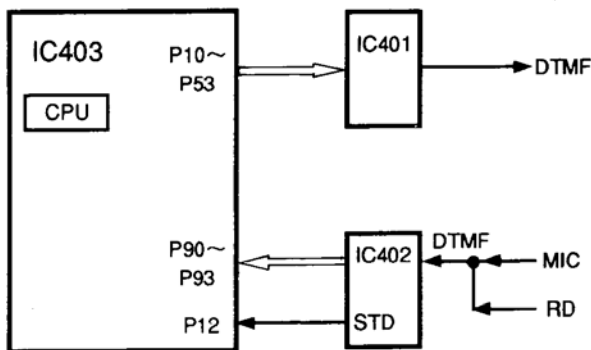 IC403
CPU
P10~
P53
IC401
DTMF
P90~
P93
P12
IC402
STD
DTMF
MIC
RD